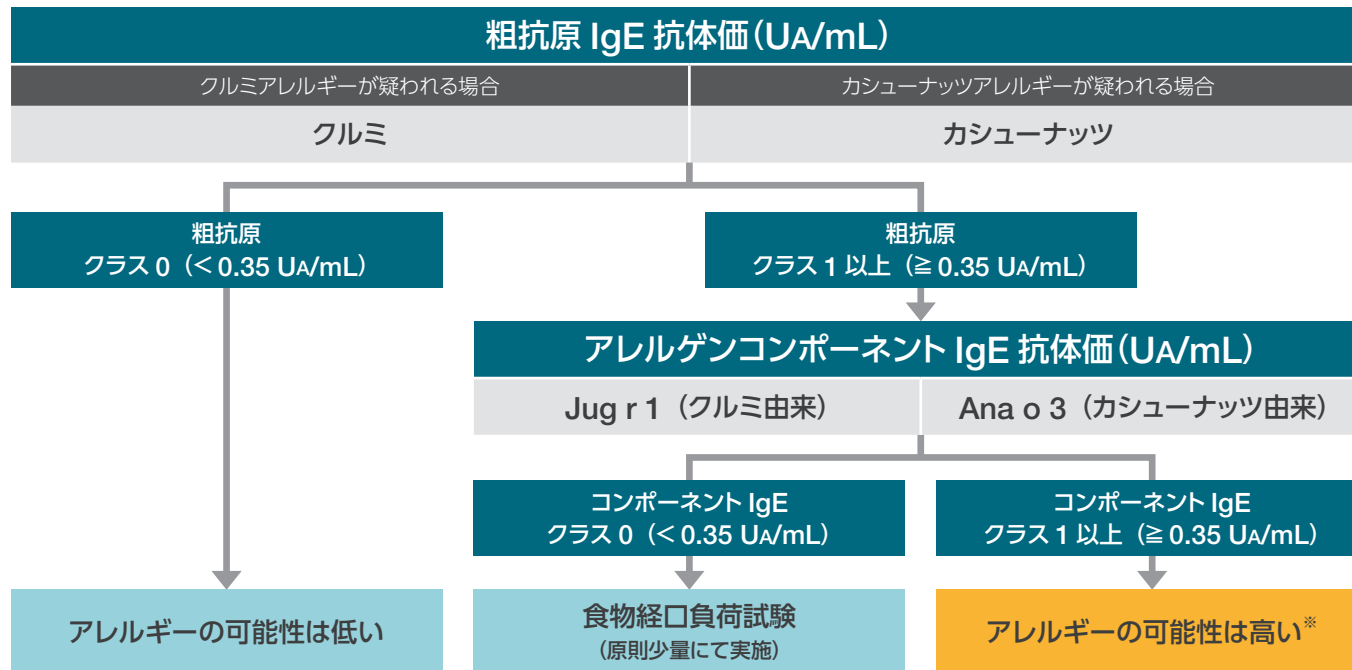 粗抗原 IgE 抗体価(UA/mL)
クルミアレルギーが疑われる場合
カシューナッツアレルギーが疑われる場合
クルミ
カシューナッツ
粗抗原
クラス 0（< 0.35 UA/mL）
粗抗原
クラス 1 以上（≧ 0.35 UA/mL）
アレルゲンコンポーネント IgE 抗体価(UA/mL)
Jug r 1（クルミ由来）
Ana o 3（カシューナッツ由来）
コンポーネント IgE
クラス 0（< 0.35 UA/mL）
コンポーネント IgE
クラス 1 以上（≧ 0.35 UA/mL）
アレルギーの可能性は低い
食物経口負荷試験
（原則少量にて実施）
アレルギーの可能性は高い※